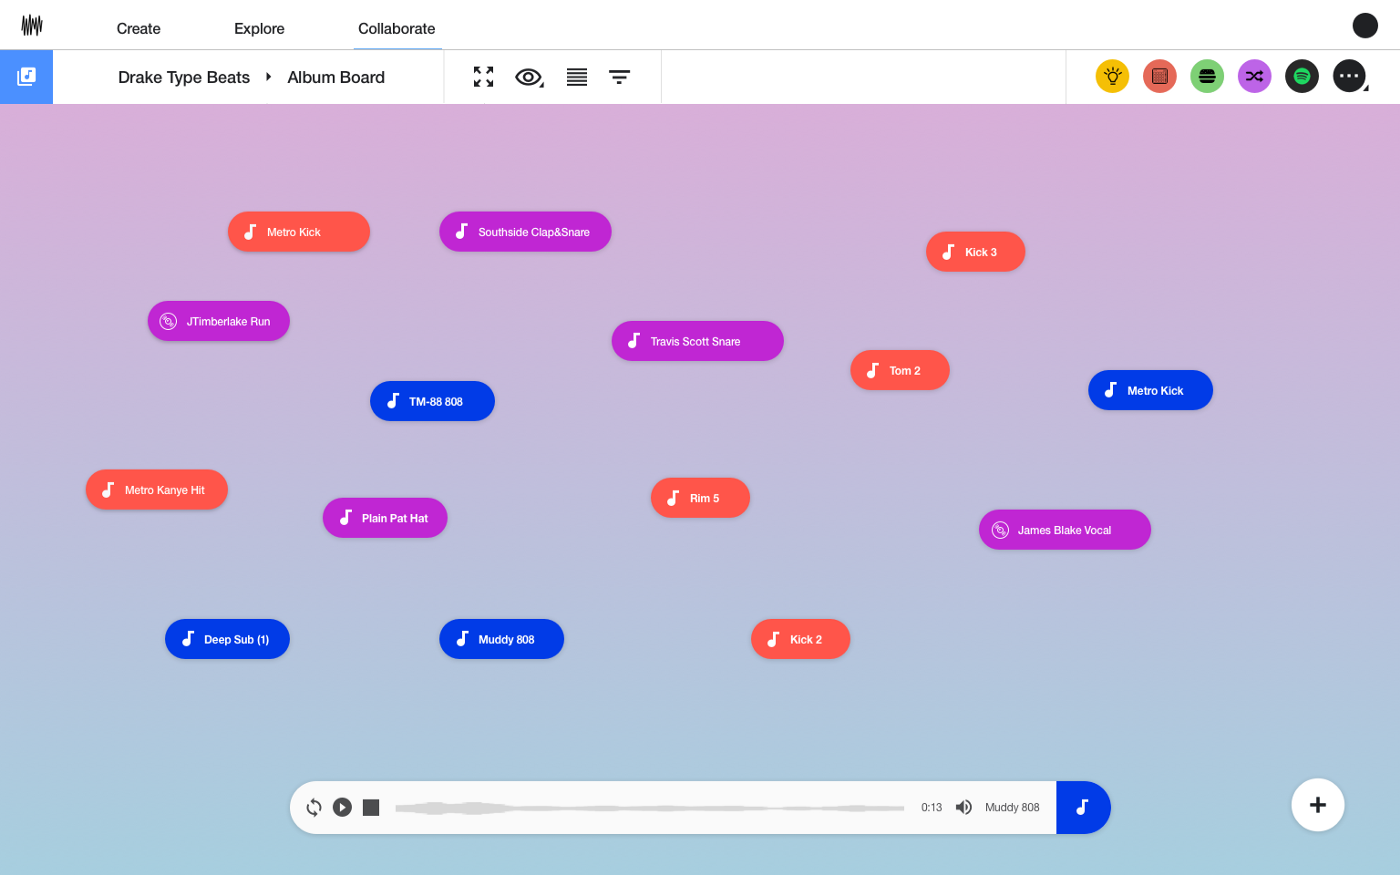 Create
Explore
Collaborate
Drake Type Beats
Album Board
Metro Kick
Southside Clap&Snare
Kick 3
JTimberlake Run
Travis Scott Snare
Tom 2
Metro Kick
TM-88 808
Metro Kanye Hit
Plain Pat Hat
Rim 5
James Blake Vocal
Deep Sub (1)
Muddy 808
Kick 2
0:13
Muddy 808